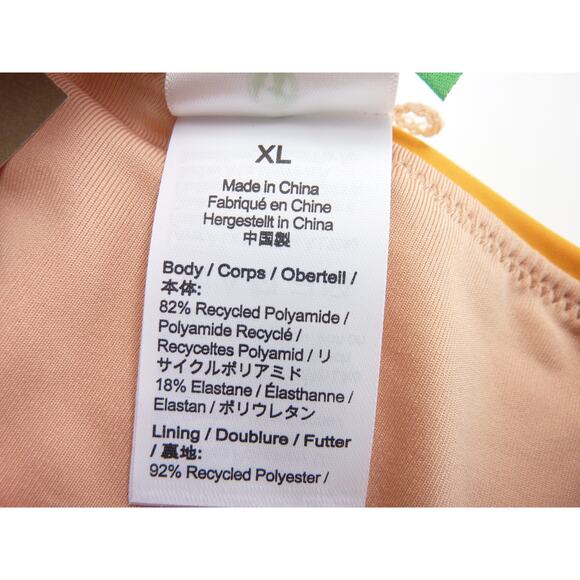 XL
Made in China
Fabriqué en Chine
Hergestellt in China
中国製
Body / Corps / Oberteil /
本体:
82% Recycled Polyamide /
Polyamide Recyclé /
Recyceltes Polyamid / リ
サイクルポリアミド
18% Elastane / Élasthanne /
Elastan / ポリウレタン
Lining / Doublure / Futter
/ 裏地:
92% Recycled Polyester /